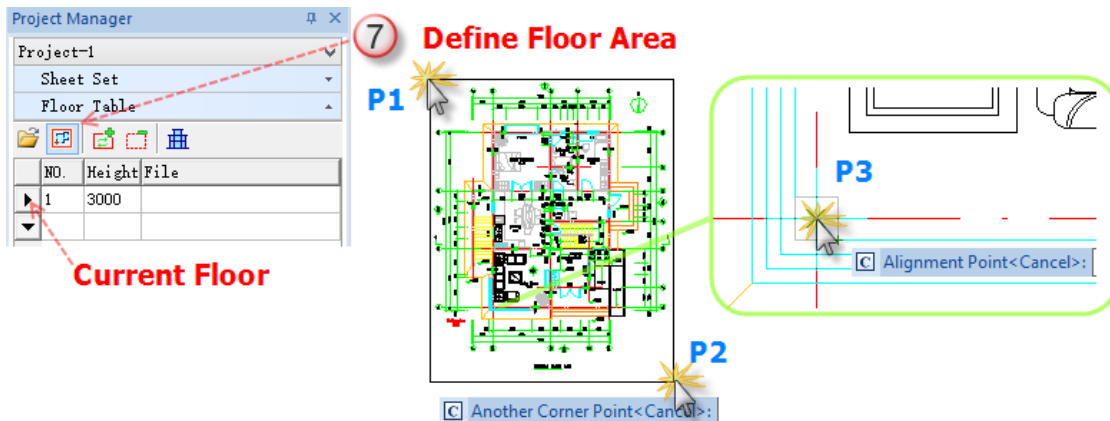 Project Manager
Project-1
Sheet Set
Floor Table
NO. Height File
1 3000
Current Floor
7 Define Floor Area
P1
P2
C Another Corner Point<Cancel>:
P3
C Alignment Point<Cancel>: